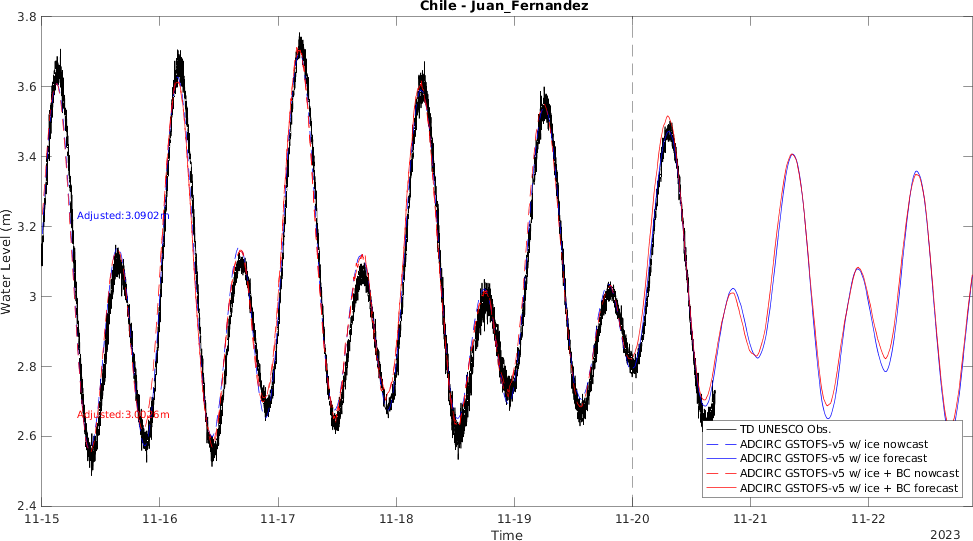 Chile - Juan_Fernandez
3.8
3.6
3.4
3.2
3
2.8
2.6
2.4
Water Level (m)
Adjusted:3.0902m
Adjusted:3.0026m
TD UNESCO Obs.
ADCIRC GSTOFS-v5 w/ ice nowcast
ADCIRC GSTOFS-v5 w/ ice forecast
ADCIRC GSTOFS-v5 w/ ice + BC nowcast
ADCIRC GSTOFS-v5 w/ ice + BC forecast
11-15 11-16 11-17 11-18 11-19 11-20 11-21 11-22
Time
2023